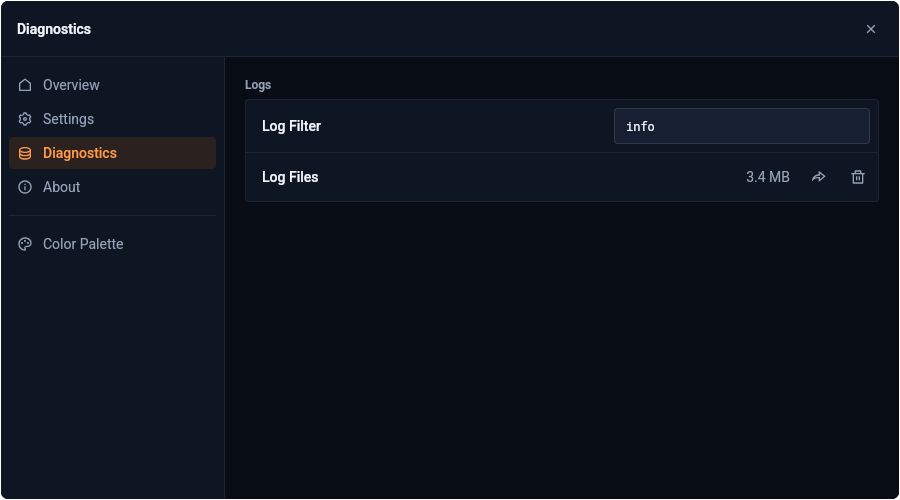 Diagnostics
Overview
Settings
Diagnostics
About
Color Palette
Logs
Log Filter
info
Log Files
3.4 MB